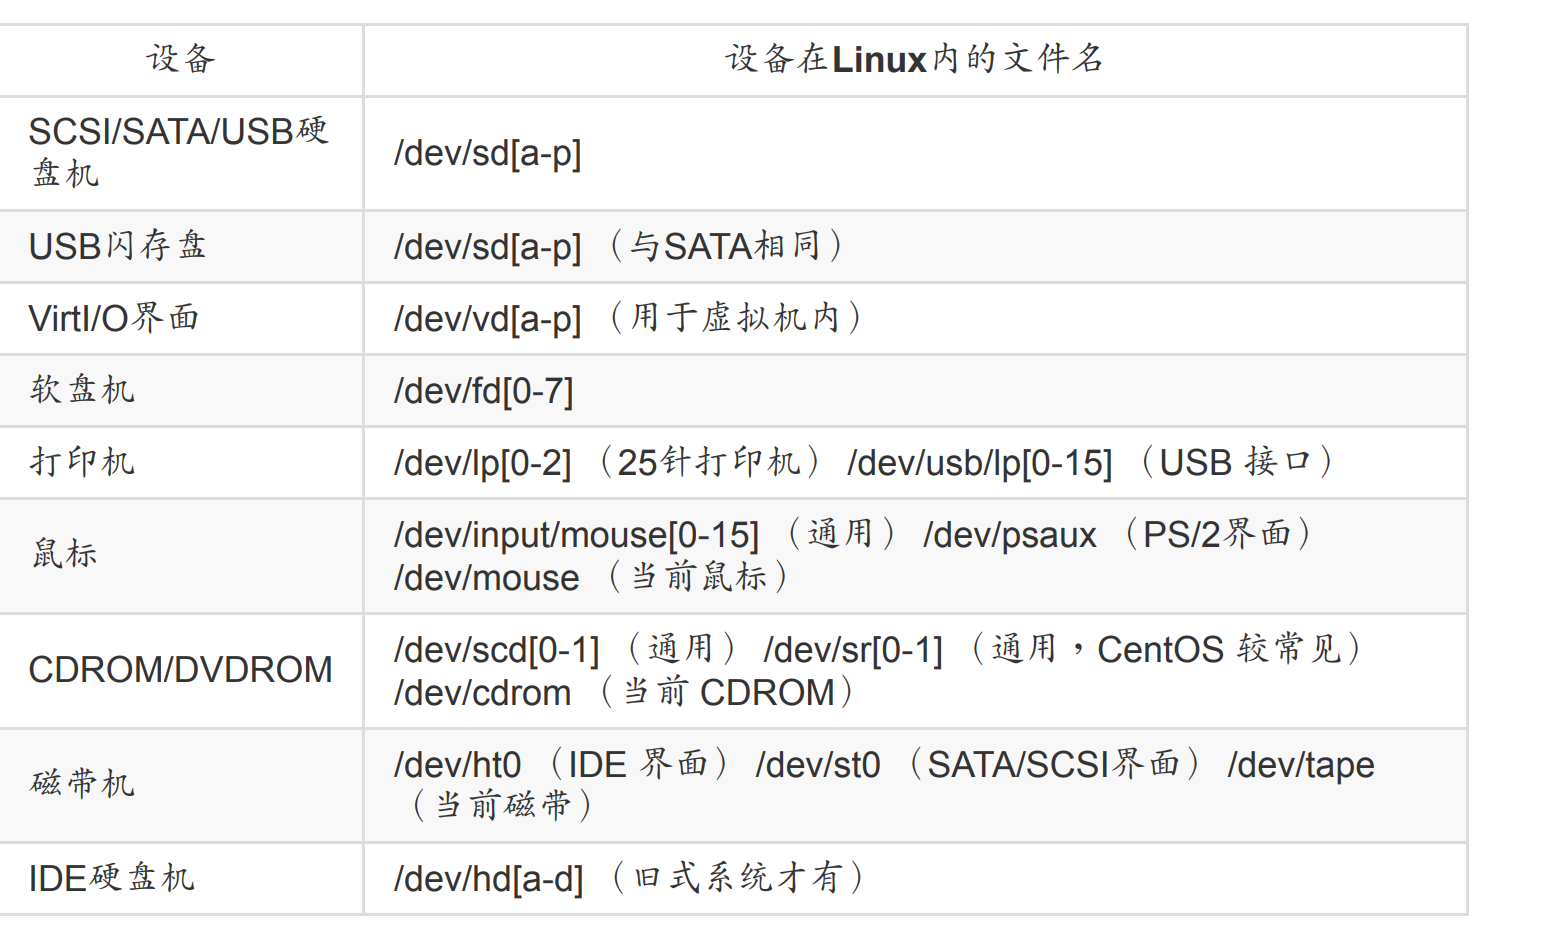 设备
设备在Linux内的文件名
SCSI/SATA/USB硬
盘机
/dev/sd[a-p]
USB闪存盘
/dev/sd[a-p] （与SATA相同）
VirtI/O界面
/dev/vd[a-p] （用于虚拟机内）
软盘机
/dev/fd[0-7]
打印机
/dev/lp[0-2] （25针打印机） /dev/usb/lp[0-15] （USB 接口）
鼠标
/dev/input/mouse[0-15] （通用） /dev/psaux （PS/2界面）
/dev/mouse （当前鼠标）
CDROM/DVDROM
/dev/scd[0-1] （通用） /dev/sr[0-1] （通用，CentOS 较常见）
/dev/cdrom （当前 CDROM）
磁带机
/dev/ht0 （IDE 界面） /dev/st0 （SATA/SCSI界面） /dev/tape
（当前磁带）
IDE硬盘机
/dev/hd[a-d] （旧式系统才有）